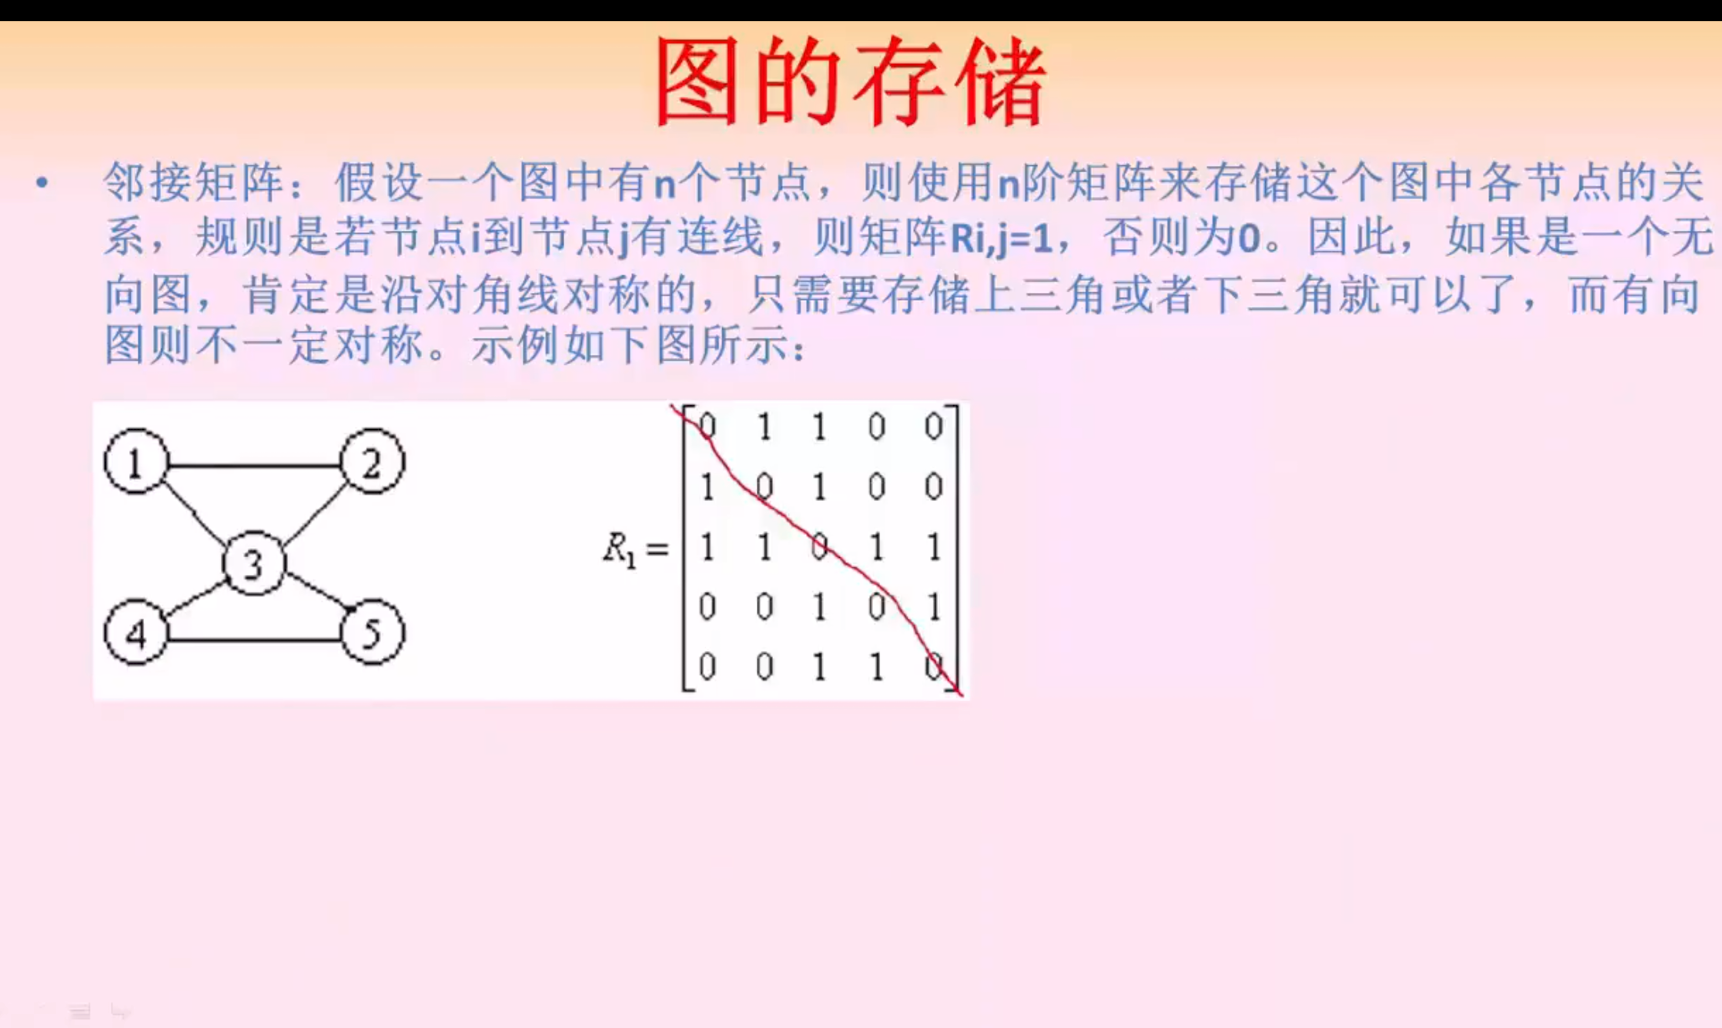 图的存储
• 邻接矩阵：假设一个图中有n个节点，则使用n阶矩阵来存储这个图中各节点的关
系，规则是若节点i到节点j有连线，则矩阵Ri,j=1，否则为0。因此，如果是一个无
向图，肯定是沿对角线对称的，只需要存储上三角或者下三角就可以了，而有向
图则不一定对称。示例如下图所示：
1 2
3
4 5
R1 =
0 1 1 0 0
1 0 1 0 0
1 1 0 1 1
0 0 1 0 1
0 0 1 1 0